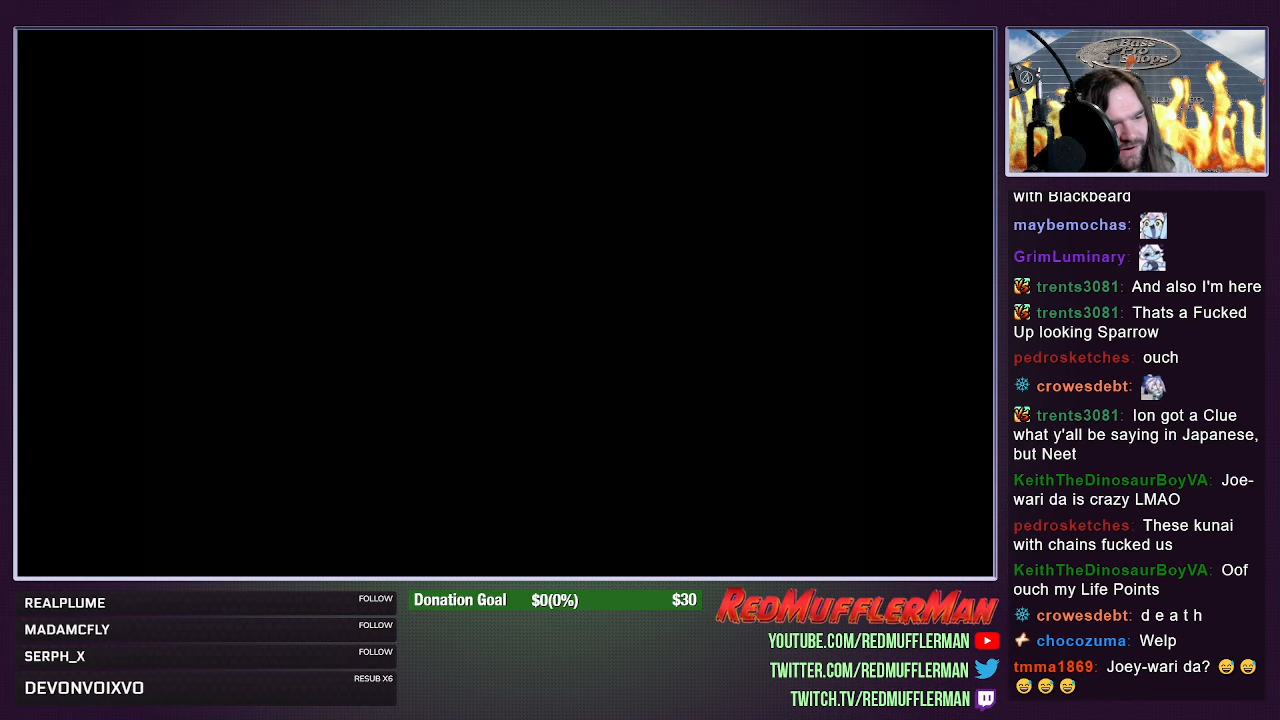 Bass
Pro
Shops
with Blackbeard
maybemochas:
GrimLuminary:
trents3081: And also I'm here
trents3081: Thats a Fucked
Up looking Sparrow
pedrosketches: ouch
crowesdebt:
trents3081: Ion got a Clue
what y'all be saying in Japanese,
but Neet
KeithTheDinosaurBoyVA: Joe-
wari da is crazy LMAO
pedrosketches: These kunai
with chains fucked us
KeithTheDinosaurBoyVA: Oof
ouch my Life Points
crowesdebt: d e a t h
chocozuma: Welp
tmma1869: Joey-wari da? 😅 😅
😅 😅 😅
REALPLUME FOLLOW
MADAMCFLY FOLLOW
SERPH_X FOLLOW
DEVONVOIXVO RESUB X6
Donation Goal $0(0%) $30
REDMUFFLERMAN
YOUTUBE.COM/REDMUFFLERMAN
TWITTER.COM/REDMUFFLERMAN
TWITCH.TV/REDMUFFLERMAN